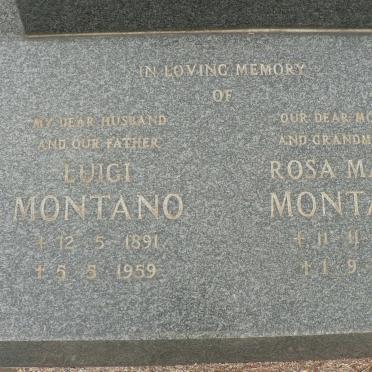 IN LOVING MEMORY
OF
MY DEAR HUSBAND
AND OUR FATHER
LUIGI
MONTANO
+ 12 5 1891
+ 5 5 1959
OUR DEAR MO
AND GRANDM
ROSA MA
MONTA
+ 11 11
+ 1 9